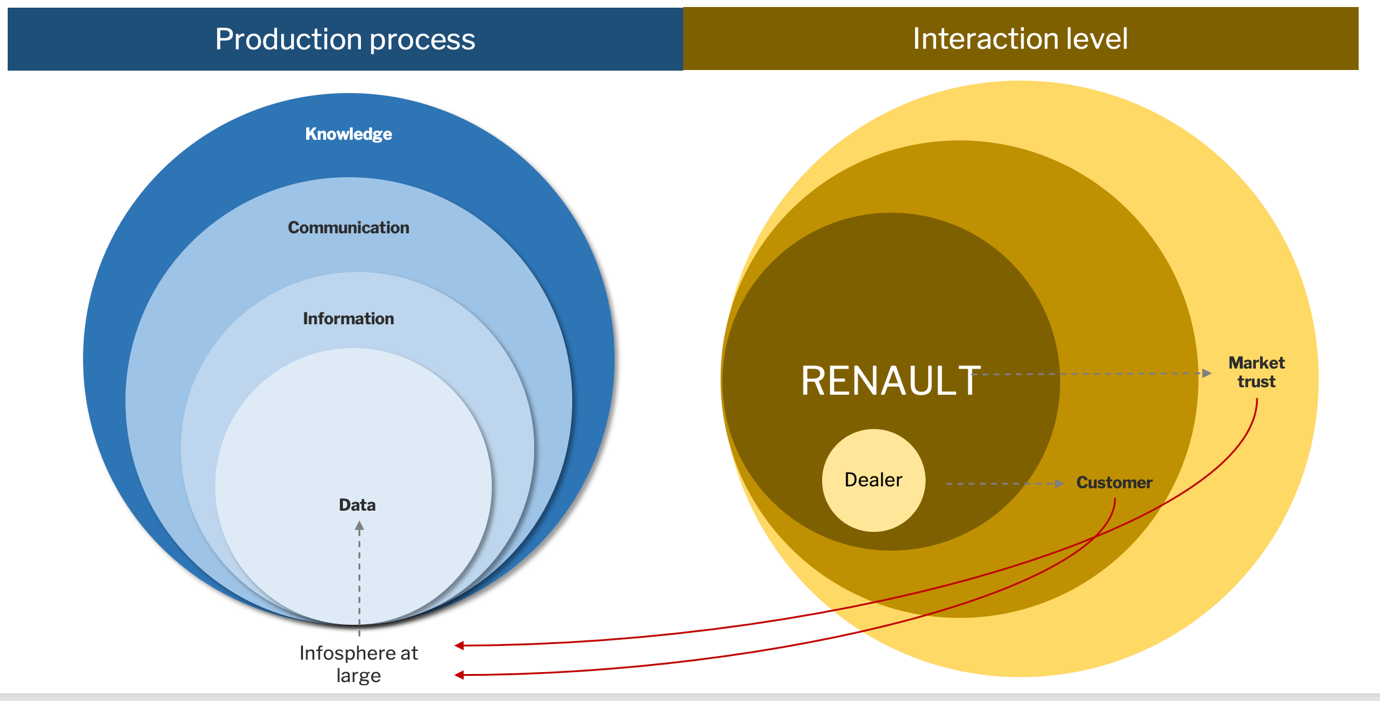 Production process
Interaction level
Knowledge
Communication
Information
Data
Infosphere at
large
RENAULT
Dealer
Customer
Market
trust